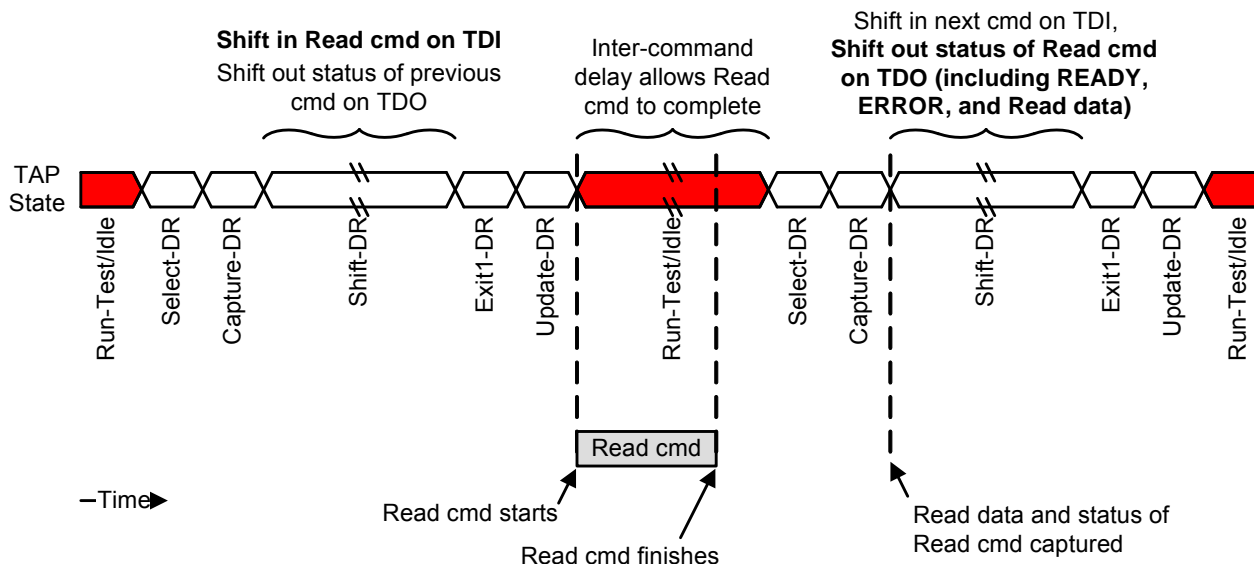 Shift in Read cmd on TDI
Shift out status of previous
cmd on TDO
Inter-command
delay allows Read
cmd to complete
Shift in next cmd on TDI,
Shift out status of Read cmd
on TDO (including READY,
ERROR, and Read data)
TAP
State
Run-Test/Idle
Select-DR
Capture-DR
Shift-DR
Exit1-DR
Update-DR
Run-Test/Idle
Select-DR
Capture-DR
Shift-DR
Exit1-DR
Update-DR
Run-Test/Idle
Read cmd
Time
Read cmd starts
Read cmd finishes
Read data and status of
Read cmd captured